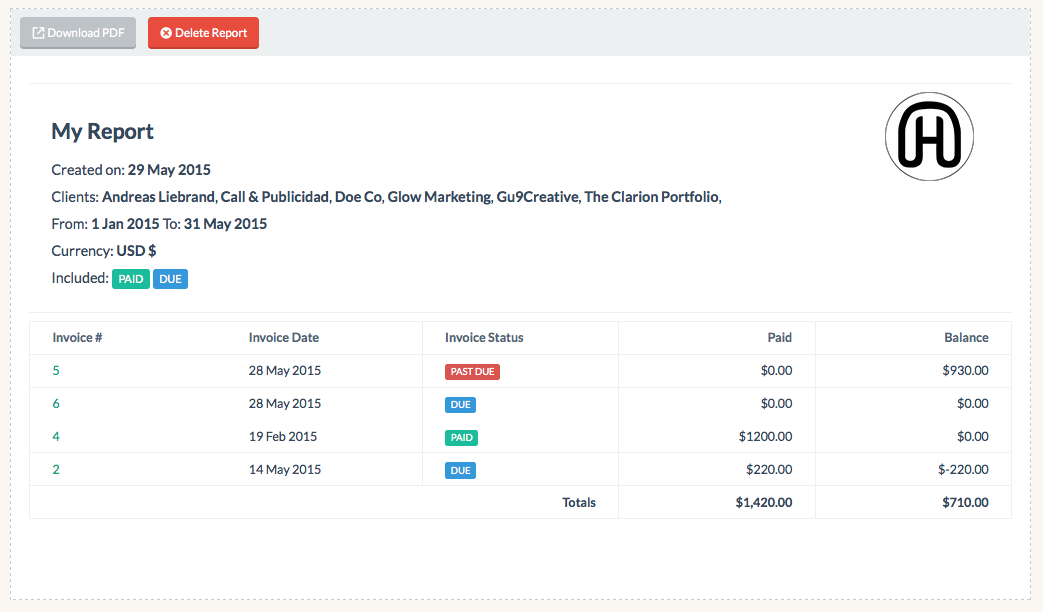 Download PDF Delete Report
My Report
Created on: 29 May 2015
Clients: Andreas Liebrand, Call & Publicidad, Doe Co, Glow Marketing, Gu9Creative, The Clarion Portfolio,
From: 1 Jan 2015 To: 31 May 2015
Currency: USD $
Included: PAID DUE
Invoice # Invoice Date Invoice Status Paid Balance
5 28 May 2015 PAST DUE $0.00 $930.00
6 28 May 2015 DUE $0.00 $0.00
4 19 Feb 2015 PAID $1200.00 $0.00
2 14 May 2015 DUE $220.00 $-220.00
Totals $1,420.00 $710.00